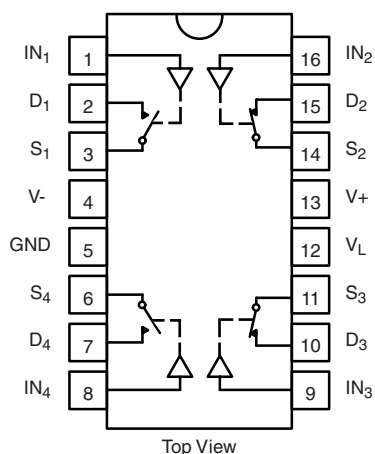 IN1 1 16 IN2
D1 2 15 D2
S1 3 14 S2
V- 4 13 V+
GND 5 12 VL
S4 6 11 S3
D4 7 10 D3
IN4 8 9 IN3
Top View